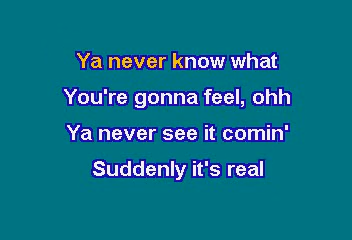 Ya never know what
You're gonna feel, ohh
Ya never see it comin'
Suddenly it's real